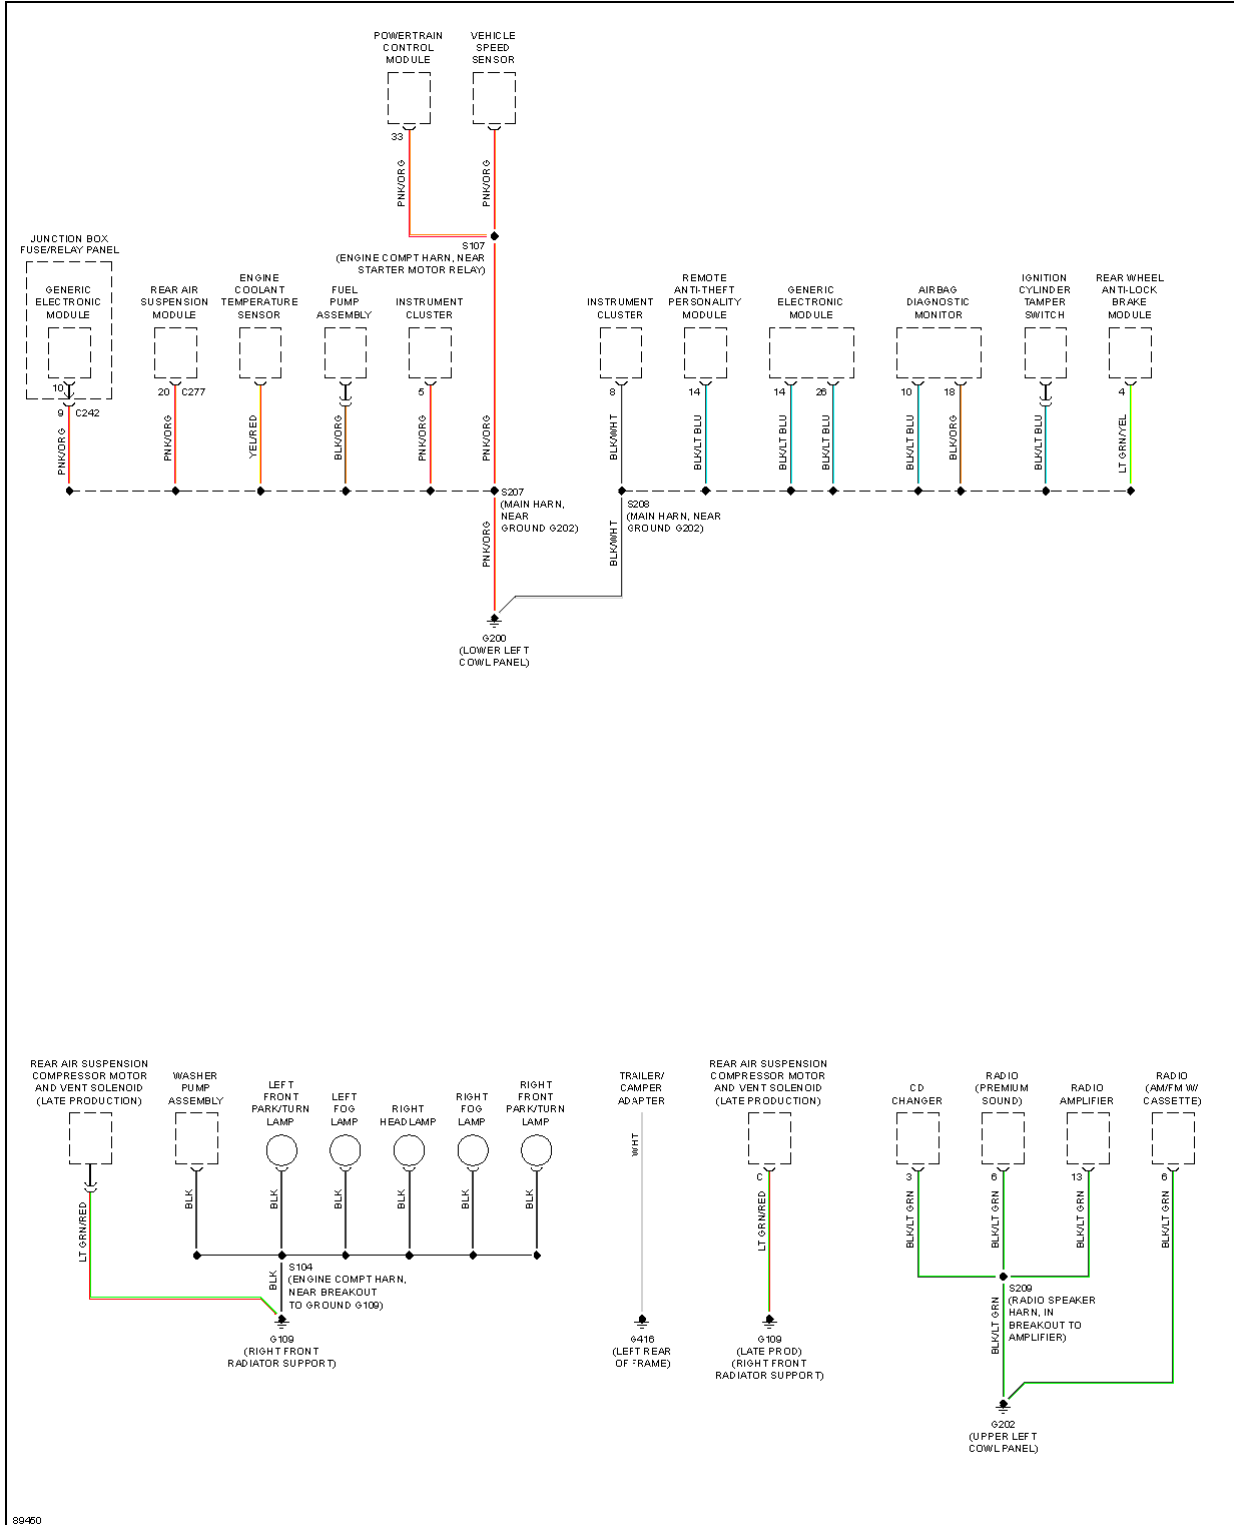 POWERTRAIN
CONTROL
MODULE
VEHICLE
SPEED
SENSOR
33
PNK/ORG
PNK/ORG
S107
(ENGINE COMPT HARN, NEAR
STARTER MOTOR RELAY)
JUNCTION BOX
FUSE/RELAY PANEL
GENERIC
ELECTRONIC
MODULE
REAR AIR
SUSPENSION
MODULE
ENGINE
COOLANT
TEMPERATURE
SENSOR
FUEL
PUMP
ASSEMBLY
INSTRUMENT
CLUSTER
INSTRUMENT
CLUSTER
REMOTE
ANTI-THEFT
PERSONALITY
MODULE
GENERIC
ELECTRONIC
MODULE
AIRBAG
DIAGNOSTIC
MONITOR
IGNITION
CYLINDER
TAMPER
SWITCH
REAR WHEEL
ANTI-LOCK
BRAKE
MODULE
10
9 C242
20 C277
5
8
14
14
26
10
18
4
PNK/ORG
PNK/ORG
YEL/RED
BLK/ORG
PNK/ORG
PNK/ORG
BLK/WHT
BLK/LT BLU
BLK/LT BLU
BLK/LT BLU
BLK/LT BLU
BLK/ORG
BLK/LT BLU
LT GRN/YEL
S207
(MAIN HARN,
NEAR
GROUND G202)
S208
(MAIN HARN, NEAR
GROUND G202)
PNK/ORG
BLK/WHT
G200
(LOWER LEFT
COWL PANEL)
REAR AIR SUSPENSION
COMPRESSOR MOTOR
AND VENT SOLENOID
(LATE PRODUCTION)
WASHER
PUMP
ASSEMBLY
LEFT
FRONT
PARK/TURN
LAMP
LEFT
FOG
LAMP
RIGHT
HEADLAMP
RIGHT
FOG
LAMP
RIGHT
FRONT
PARK/TURN
LAMP
TRAILER/
CAMPER
ADAPTER
REAR AIR SUSPENSION
COMPRESSOR MOTOR
AND VENT SOLENOID
(LATE PRODUCTION)
CD
CHANGER
RADIO
(PREMIUM
SOUND)
RADIO
AMPLIFIER
RADIO
(AM/FM W/
CASSETTE)
C
3
6
13
6
LT GRN/RED
BLK
BLK
BLK
BLK
BLK
BLK
WHT
LT GRN/RED
BLK/LT GRN
BLK/LT GRN
BLK/LT GRN
BLK/LT GRN
S104
(ENGINE COMPT HARN,
NEAR BREAKOUT
TO GROUND G109)
BLK
S209
(RADIO SPEAKER
HARN, IN
BREAKOUT TO
AMPLIFIER)
BLK/LT GRN
G109
(RIGHT FRONT
RADIATOR SUPPORT)
G416
(LEFT REAR
OF FRAME)
G109
(LATE PROD)
(RIGHT FRONT
RADIATOR SUPPORT)
G202
(UPPER LEFT
COWL PANEL)
89450